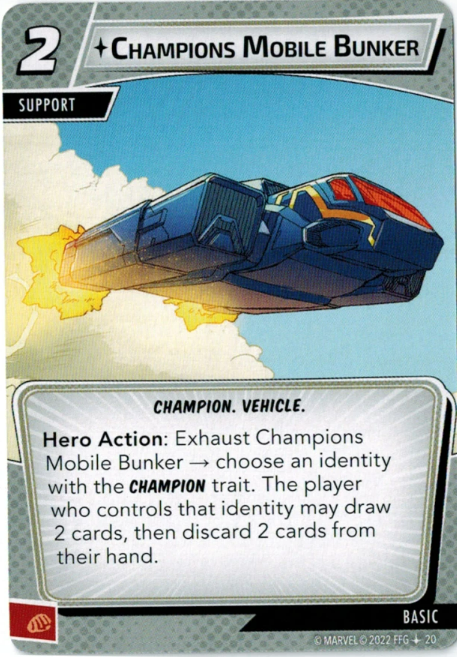 2
CHAMPIONS MOBILE BUNKER
SUPPORT
CHAMPION. VEHICLE.
Hero Action: Exhaust Champions
Mobile Bunker → choose an identity
with the CHAMPION trait. The player
who controls that identity may draw
2 cards, then discard 2 cards from
their hand.
BASIC
© MARVEL © 2022 FFG 20